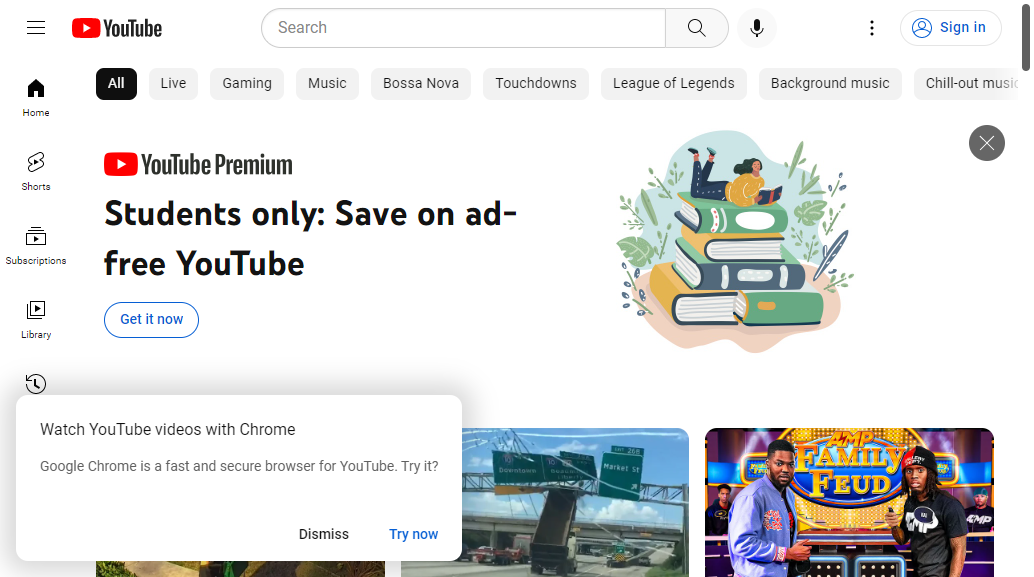 YouTube
Search
Sign in
All
Live
Gaming
Music
Bossa Nova
Touchdowns
League of Legends
Background music
Chill-out music
Home
Shorts
Subscriptions
Library
YouTube Premium
Students only: Save on ad-
free YouTube
Get it now
Watch YouTube videos with Chrome
Google Chrome is a fast and secure browser for YouTube. Try it?
Dismiss
Try now
Downtown
Market St
AMP
FAMILY
FEUD
AMP
AMP